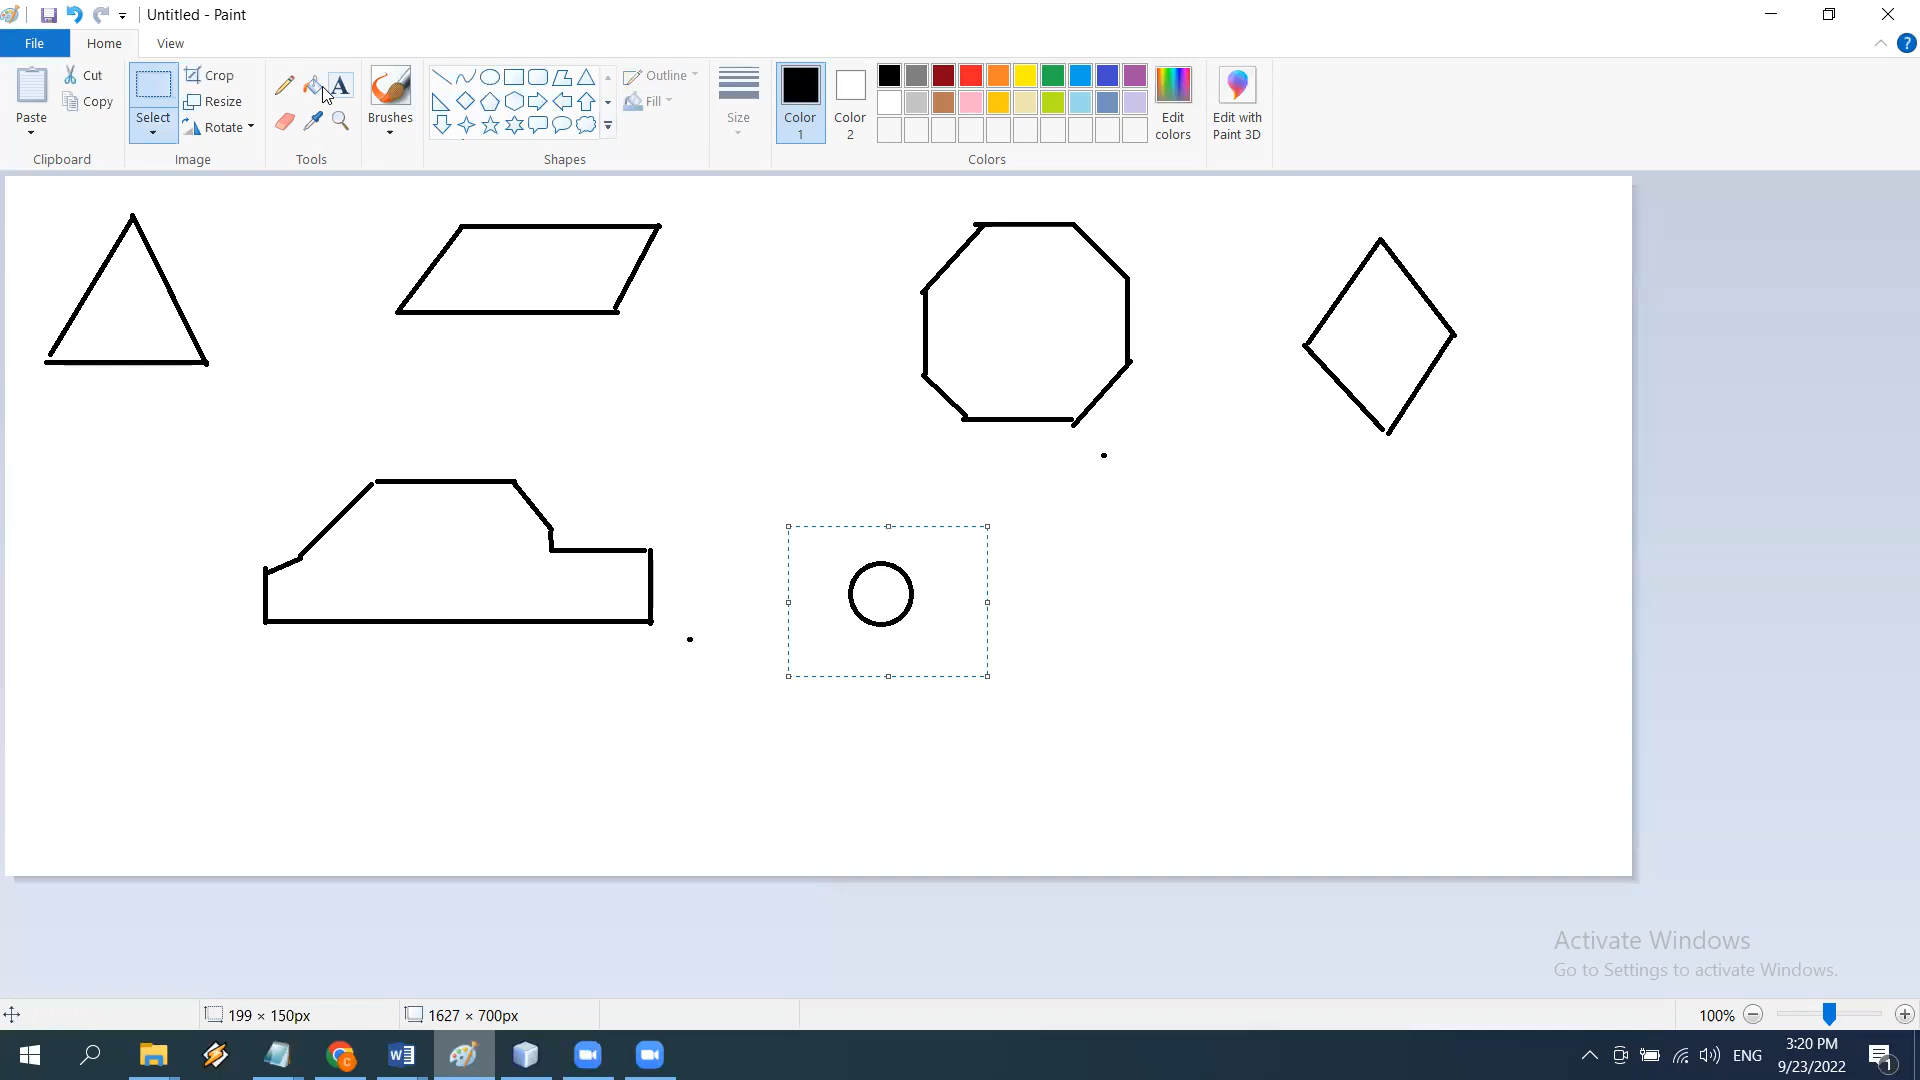 Untitled - Paint
File Home View
Paste Cut Copy
Select Crop Resize Rotate
A
Brushes
Outline Fill
Size
Color 1 Color 2
Edit colors
Edit with Paint 3D
Clipboard Image Tools Shapes Colors
Activate Windows
Go to Settings to activate Windows.
199 × 150px 1627 × 700px 100%
ENG 3:20 PM
9/23/2022 1